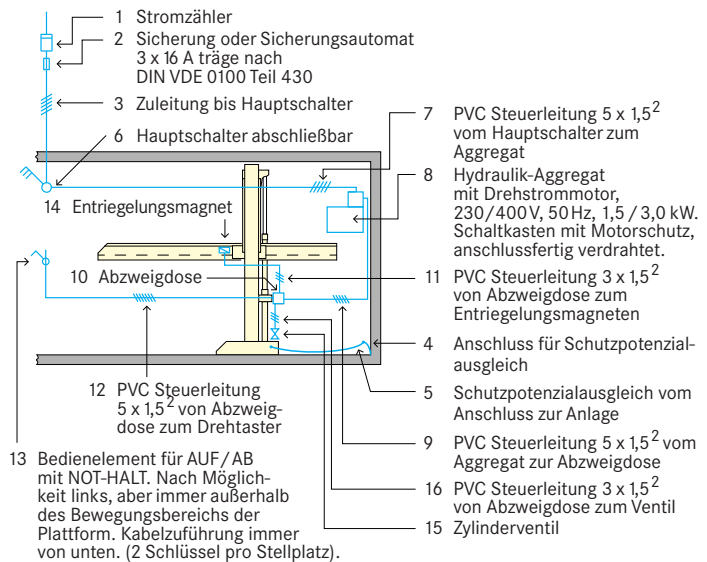 1 Stromzähler
2 Sicherung oder Sicherungsautomat
3 x 16 A träge nach
DIN VDE 0100 Teil 430
3 Zuleitung bis Hauptschalter
6 Hauptschalter abschließbar
14 Entriegelungsmagnet
10 Abzweigdose
12 PVC Steuerleitung
5 x 1,5² von Abzweig-
dose zum Drehtaster
13 Bedienelement für AUF/AB
mit NOT-HALT. Nach Möglich-
keit links, aber immer außerhalb
des Bewegungsbereichs der
Plattform. Kabelzuführung immer
von unten. (2 Schlüssel pro Stellplatz).
7 PVC Steuerleitung 5 x 1,5²
vom Hauptschalter zum
Aggregat
8 Hydraulik-Aggregat
mit Drehstrommotor,
230/400 V, 50 Hz, 1,5 / 3,0 kW.
Schaltkasten mit Motorschutz,
anschlussfertig verdrahtet.
11 PVC Steuerleitung 3 x 1,5²
von Abzweigdose zum
Entriegelungsmagneten
4 Anschluss für Schutzpotenzial-
ausgleich
5 Schutzpotenzialausgleich vom
Anschluss zur Anlage
9 PVC Steuerleitung 5 x 1,5² vom
Aggregat zur Abzweigdose
16 PVC Steuerleitung 3 x 1,5²
von Abzweigdose zum Ventil
15 Zylinderventil